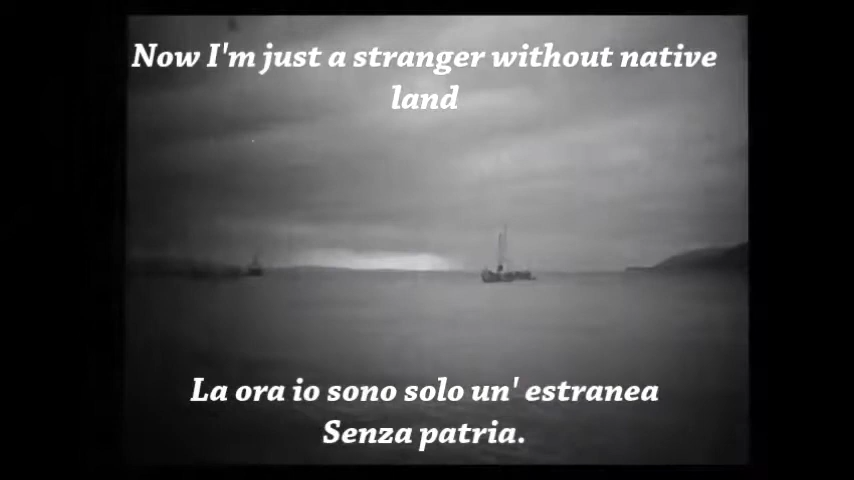 Now I'm just a stranger without native
land
La ora io sono solo un' estranea
Senza patria.